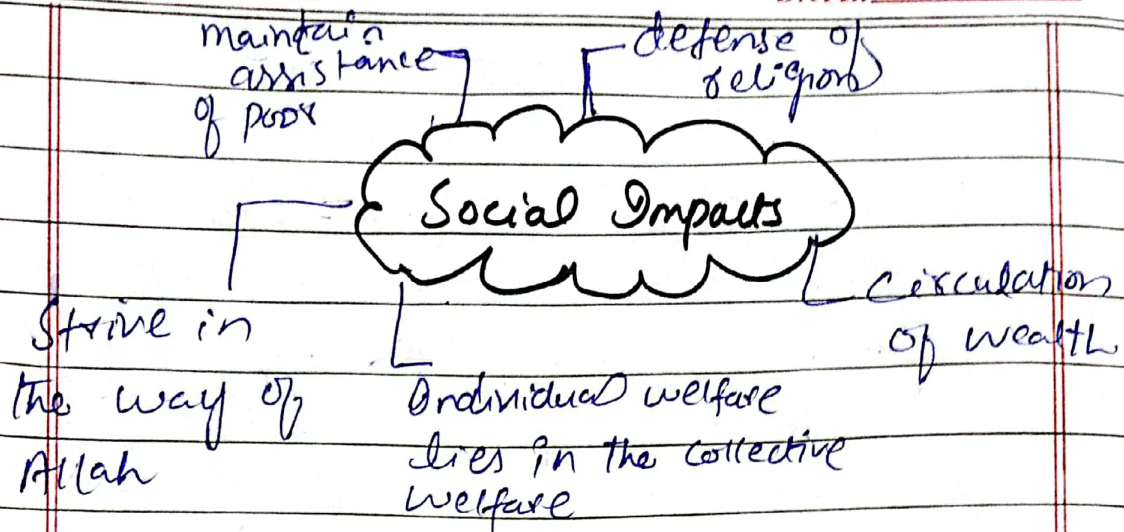 maintain
assistance
of poor
defense of
religion
Social Impacts
Circulation
of wealth
Strive in
the way of
Allah
Individual welfare
lies in the collective
welfare